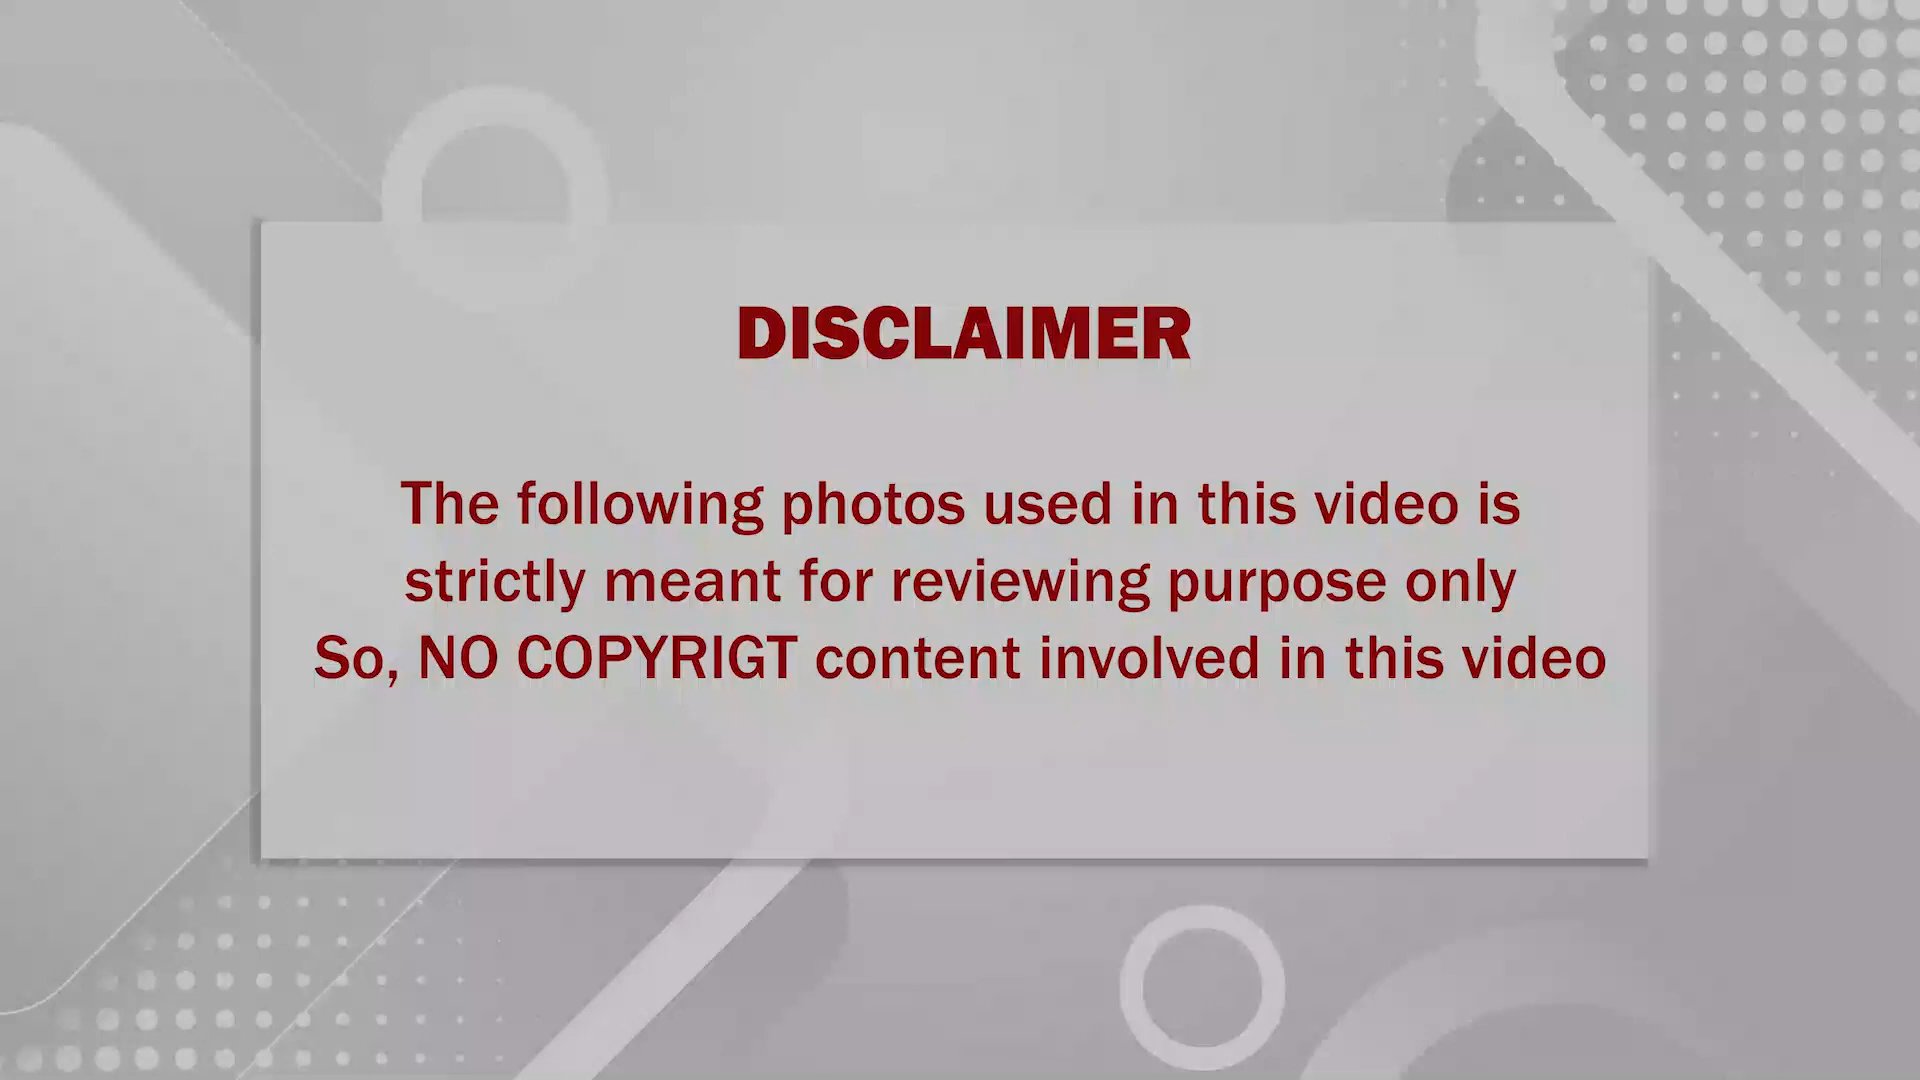 DISCLAIMER
The following photos used in this video is
strictly meant for reviewing purpose only
So, NO COPYRIGT content involved in this video